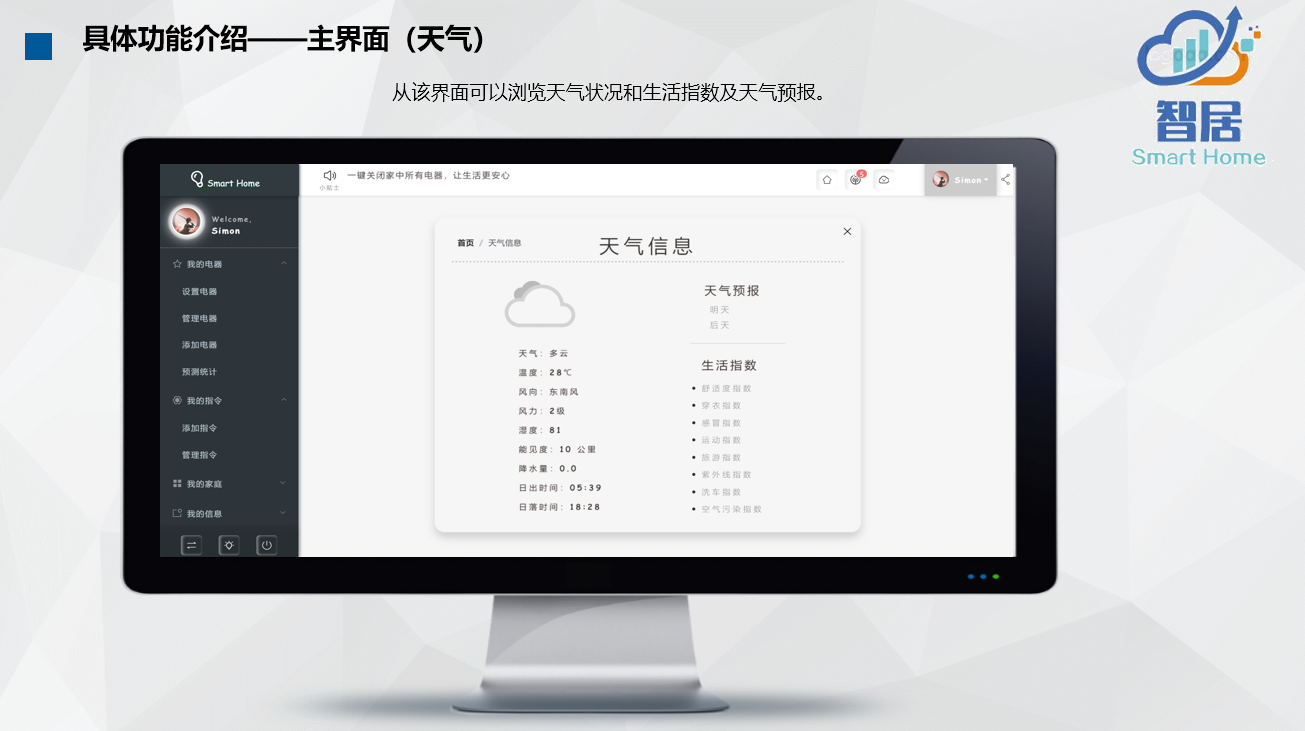 具体功能介绍——主界面（天气）
从该界面可以浏览天气状况和生活指数及天气预报。
智居
Smart Home
Smart Home
一键关闭家中所有电器，让生活更安心
小贴士
5
Simon
Welcome,
Simon
我的电器
设置电器
管理电器
添加电器
预测统计
我的指令
添加指令
管理指令
我的家庭
我的信息
首页 / 天气信息
天气信息
天气：多云
温度：28℃
风向：东南风
风力：2级
湿度：81
能见度：10 公里
降水量：0.0
日出时间：05:39
日落时间：18:28
天气预报
明天
后天
生活指数
舒适度指数
穿衣指数
感冒指数
运动指数
旅游指数
紫外线指数
洗车指数
空气污染指数